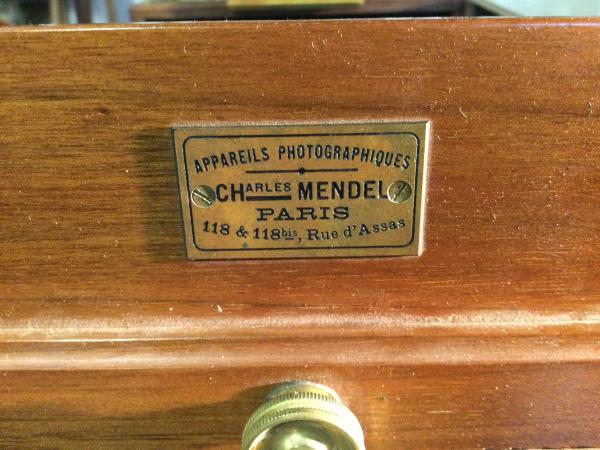 APPAREILS PHOTOGRAPHIQUES
CHARLES MENDEL
PARIS
118 & 118bis, Rue d'Assas